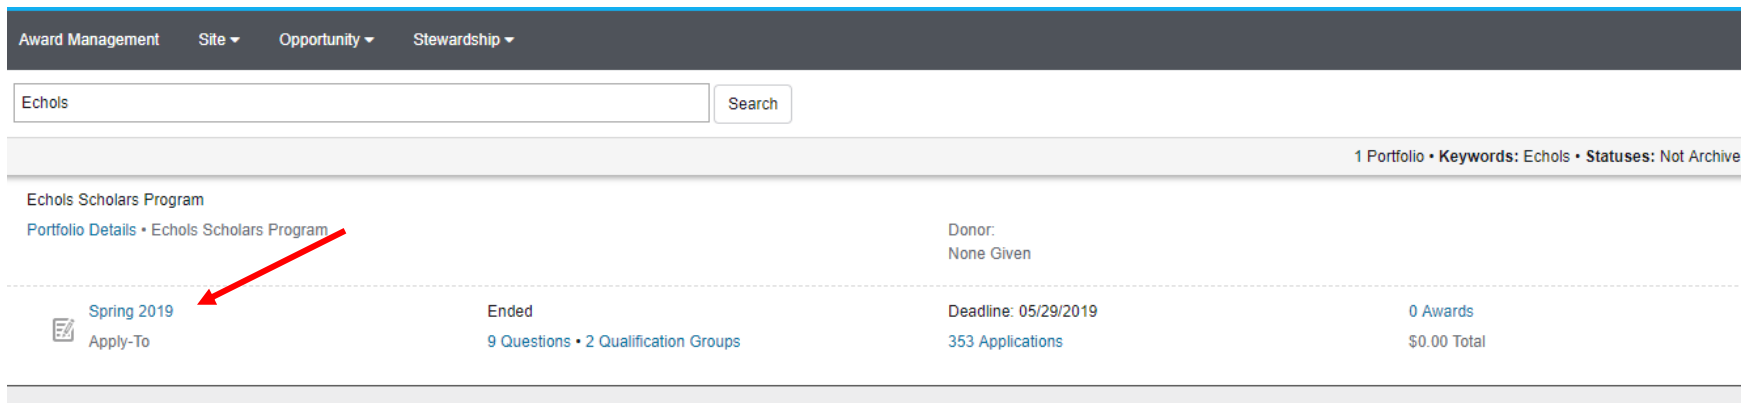 Award Management Site Opportunity Stewardship
Echols Search
1 Portfolio • Keywords: Echols • Statuses: Not Archive
Echols Scholars Program
Portfolio Details • Echols Scholars Program Donor:
None Given
Spring 2019 Ended Deadline: 05/29/2019 0 Awards
Apply-To 9 Questions • 2 Qualification Groups 353 Applications $0.00 Total